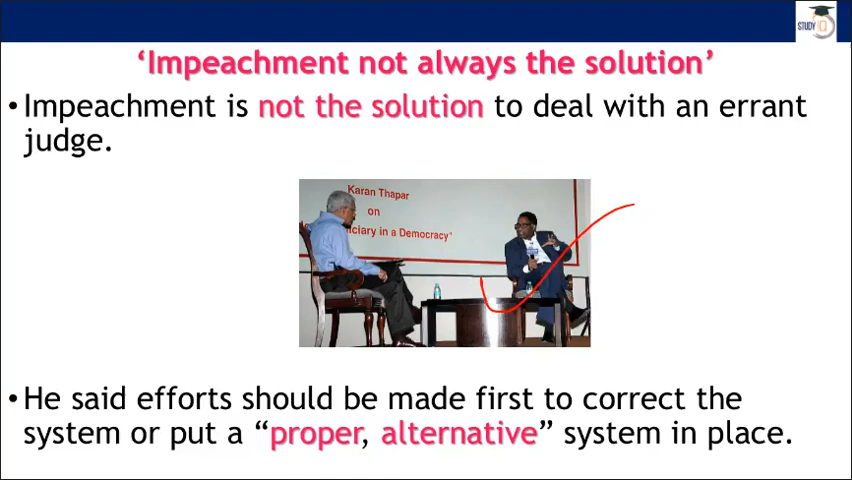 STUDY IQ
‘Impeachment not always the solution’
• Impeachment is not the solution to deal with an errant
judge.
Karan Thapar
on
iciary in a Democracy"
• He said efforts should be made first to correct the
system or put a “proper, alternative” system in place.